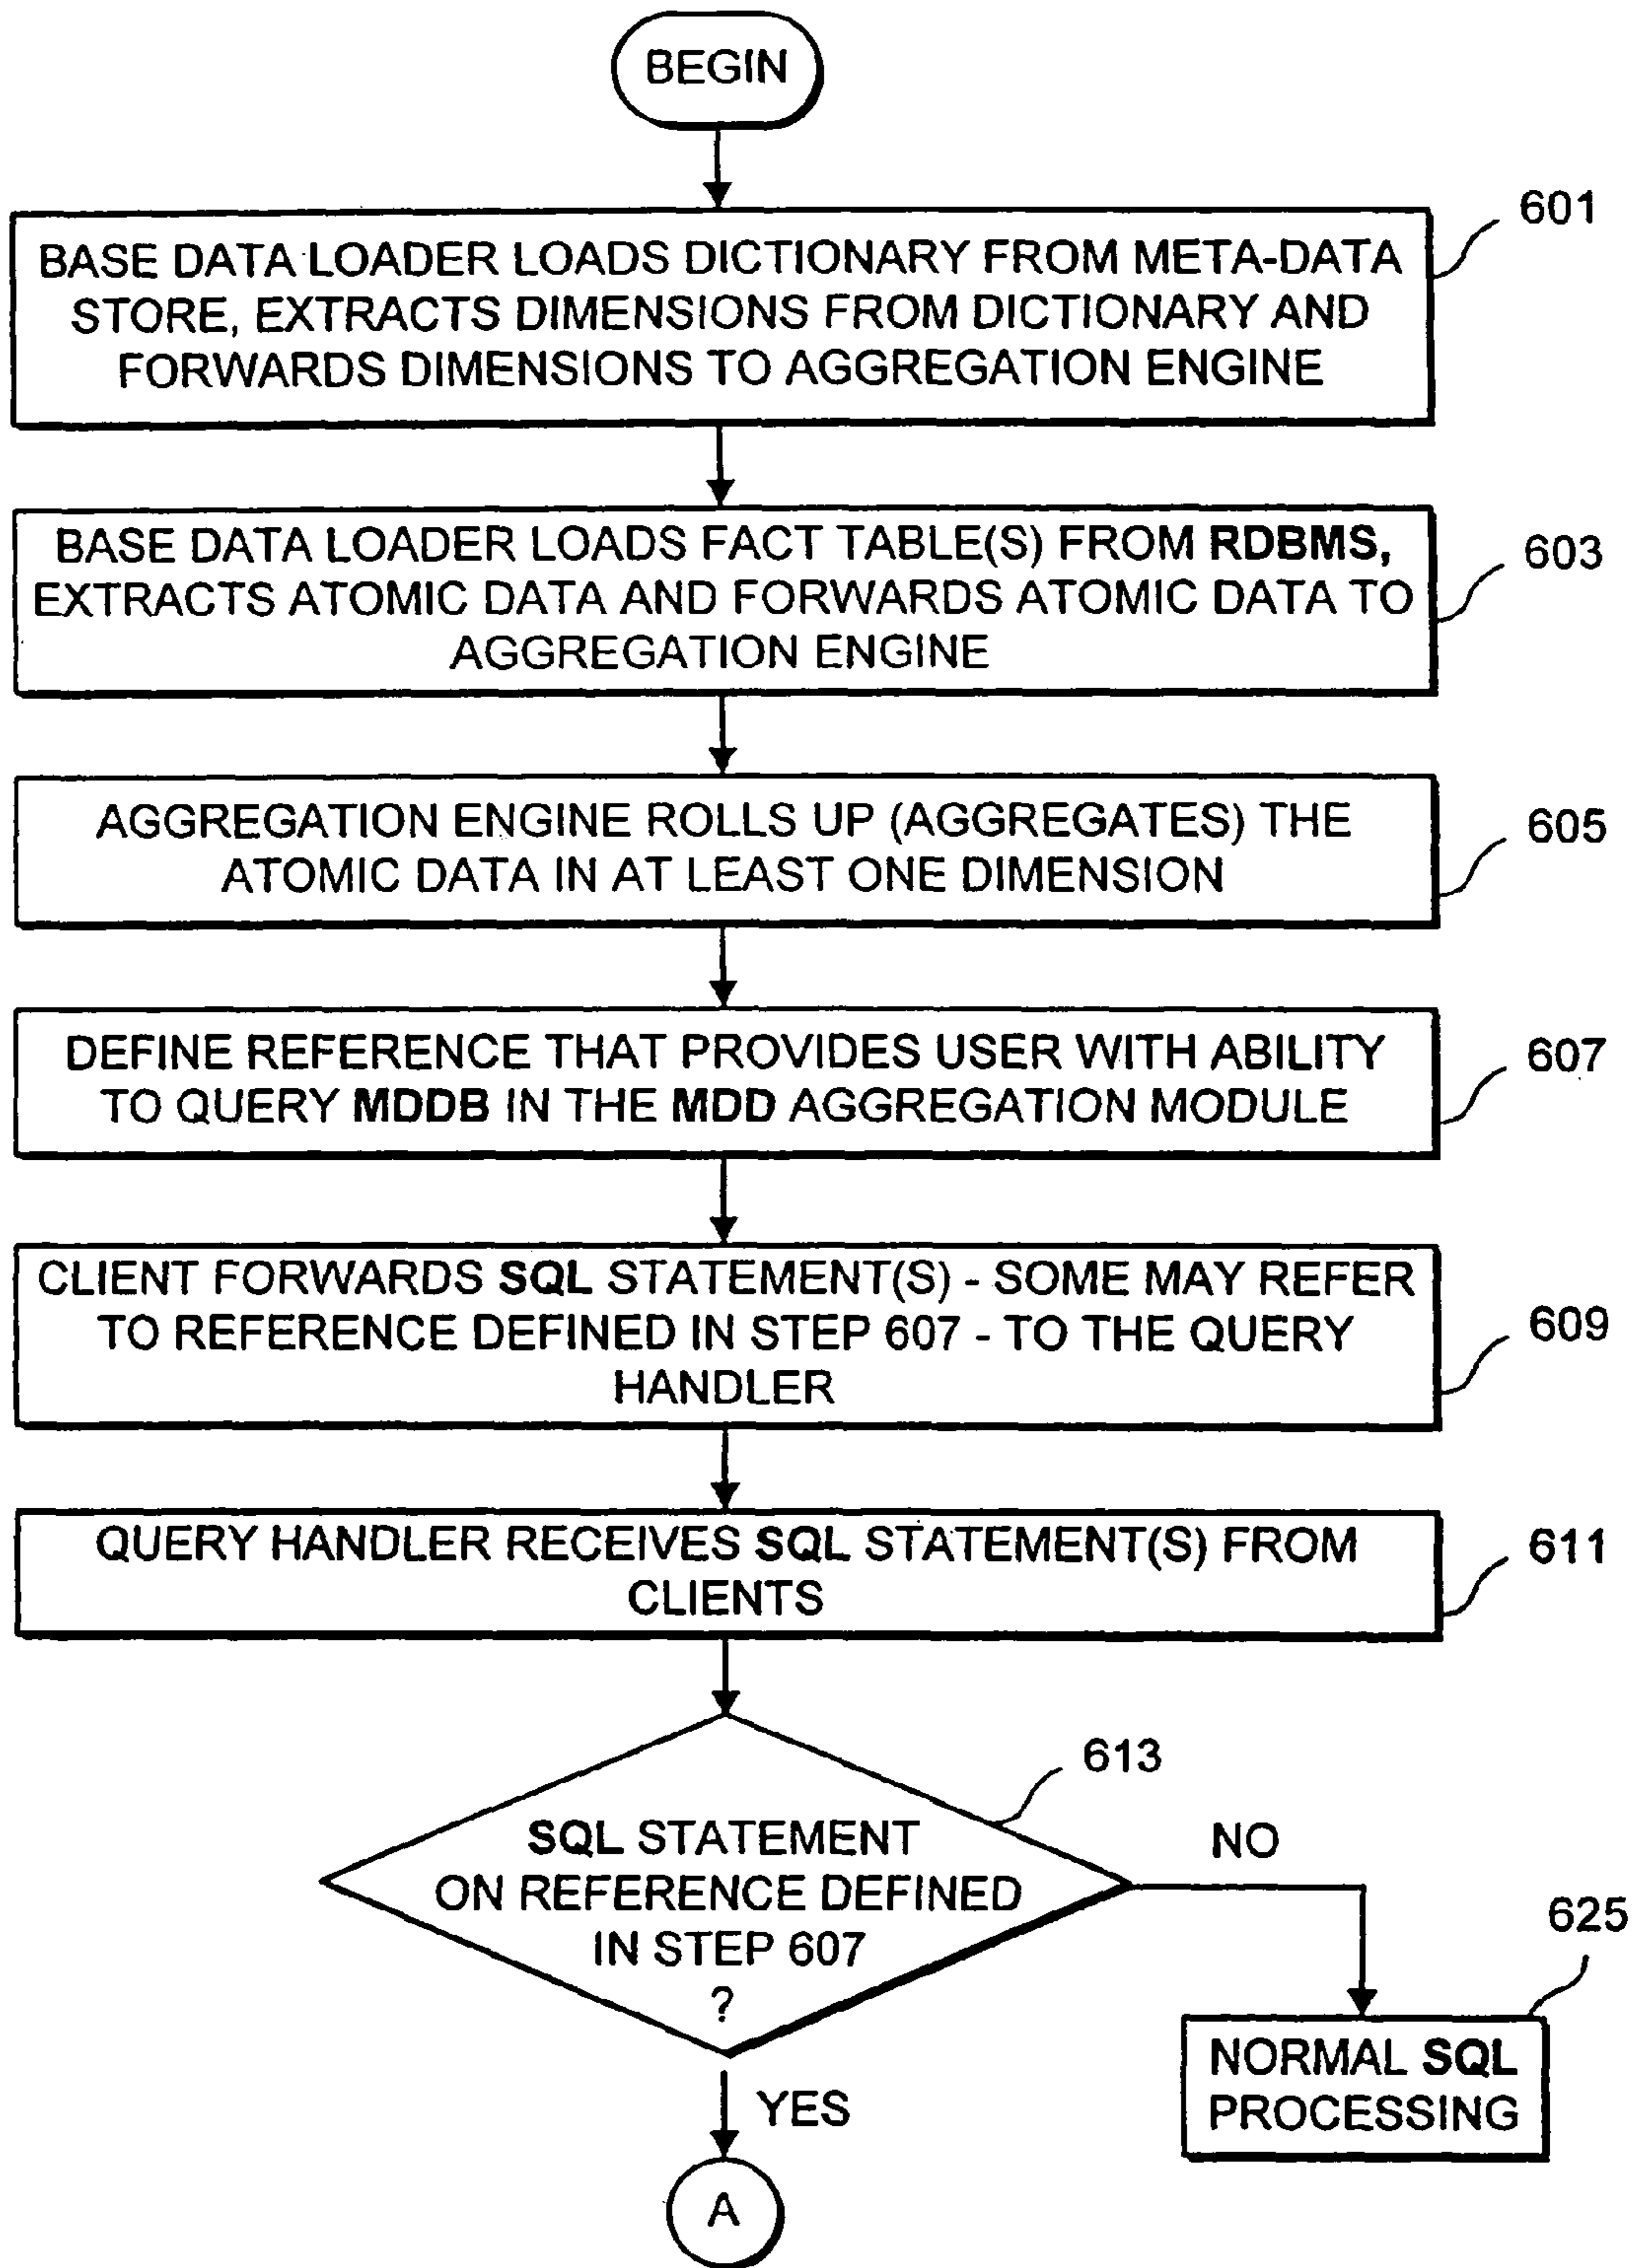 BEGIN
601
BASE DATA LOADER LOADS DICTIONARY FROM META-DATA
STORE, EXTRACTS DIMENSIONS FROM DICTIONARY AND
FORWARDS DIMENSIONS TO AGGREGATION ENGINE
603
BASE DATA LOADER LOADS FACT TABLE(S) FROM RDBMS,
EXTRACTS ATOMIC DATA AND FORWARDS ATOMIC DATA TO
AGGREGATION ENGINE
605
AGGREGATION ENGINE ROLLS UP (AGGREGATES) THE
ATOMIC DATA IN AT LEAST ONE DIMENSION
607
DEFINE REFERENCE THAT PROVIDES USER WITH ABILITY
TO QUERY MDDB IN THE MDD AGGREGATION MODULE
609
CLIENT FORWARDS SQL STATEMENT(S) - SOME MAY REFER
TO REFERENCE DEFINED IN STEP 607 - TO THE QUERY
HANDLER
611
QUERY HANDLER RECEIVES SQL STATEMENT(S) FROM
CLIENTS
613
SQL STATEMENT
ON REFERENCE DEFINED
IN STEP 607
?
NO
625
NORMAL SQL
PROCESSING
YES
A